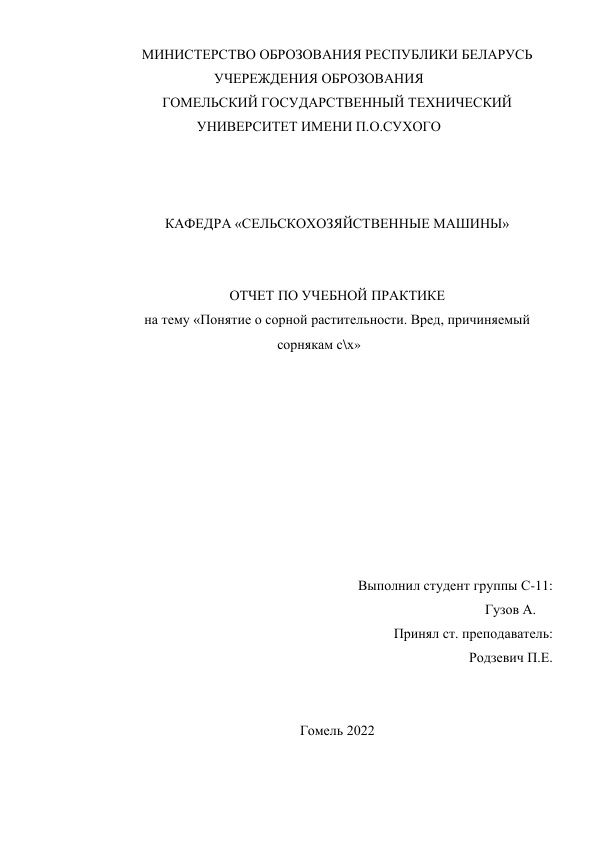 МИНИСТЕРСТВО ОБРОЗОВАНИЯ РЕСПУБЛИКИ БЕЛАРУСЬ
УЧЕРЕЖДЕНИЯ ОБРОЗОВАНИЯ
ГОМЕЛЬСКИЙ ГОСУДАРСТВЕННЫЙ ТЕХНИЧЕСКИЙ
УНИВЕРСИТЕТ ИМЕНИ П.О.СУХОГО
КАФЕДРА «СЕЛЬСКОХОЗЯЙСТВЕННЫЕ МАШИНЫ»
ОТЧЕТ ПО УЧЕБНОЙ ПРАКТИКЕ
на тему «Понятие о сорной растительности. Вред, причиняемый
сорнякам с\х»
Выполнил студент группы С-11:
Гузов А.
Принял ст. преподаватель:
Родзевич П.Е.
Гомель 2022